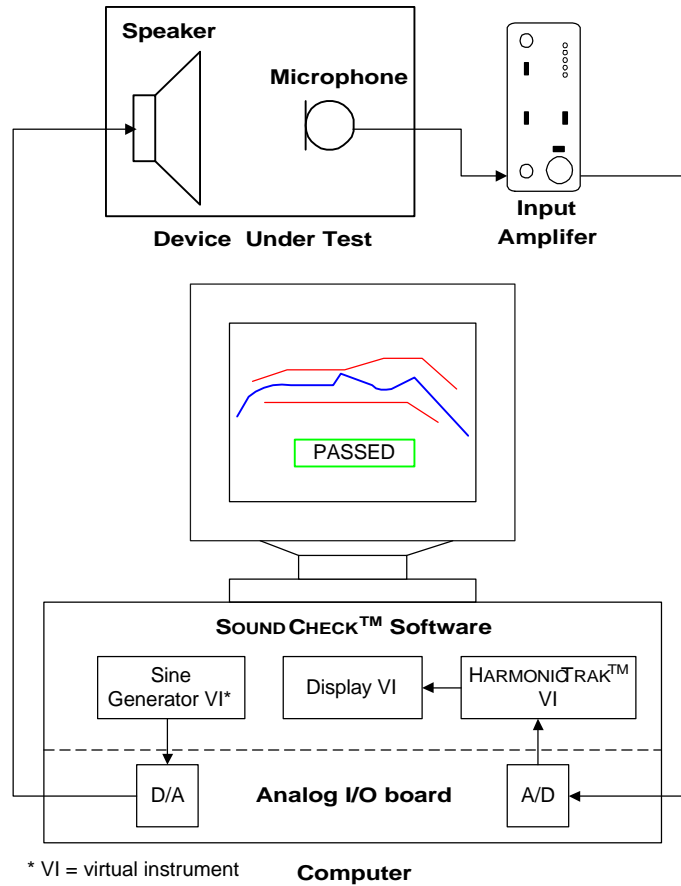 Speaker
Microphone
Device Under Test
Input
Amplifer
PASSED
SOUNDCHECK™ Software
Sine
Generator VI*
Display VI
HARMONICTRAK™
VI
D/A
Analog I/O board
A/D
* VI = virtual instrument
Computer